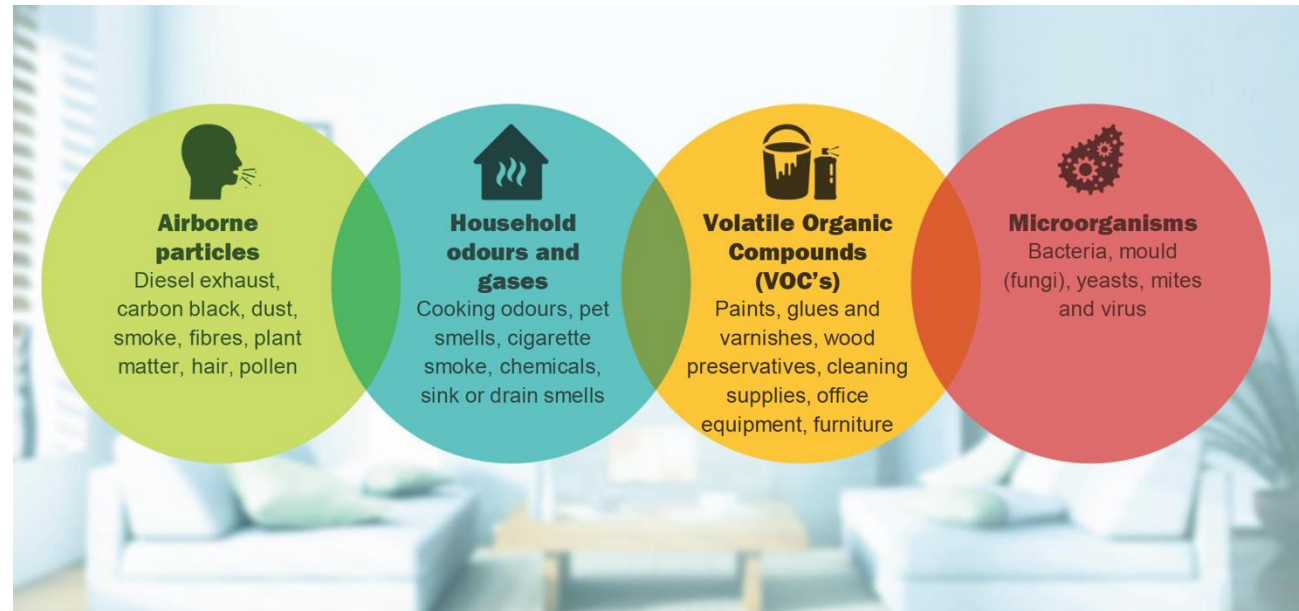 Airborne
particles
Diesel exhaust,
carbon black, dust,
smoke, fibres, plant
matter, hair, pollen
Household
odours and
gases
Cooking odours, pet
smells, cigarette
smoke, chemicals,
sink or drain smells
Volatile Organic
Compounds
(VOC’s)
Paints, glues and
varnishes, wood
preservatives, cleaning
supplies, office
equipment, furniture
Microorganisms
Bacteria, mould
(fungi), yeasts, mites
and virus